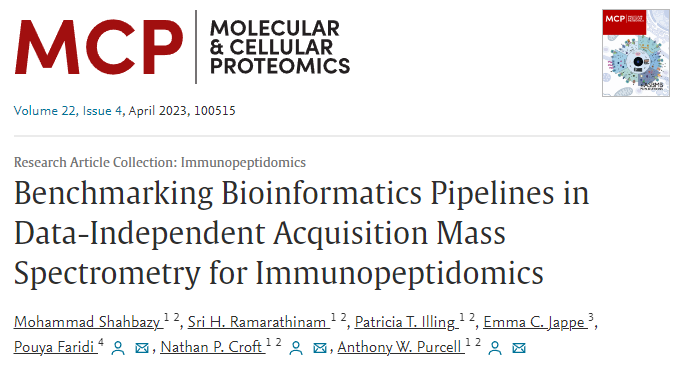 MCP
MOLECULAR
& CELLULAR
PROTEOMICS
MCP
Volume 22, Issue 4, April 2023, 100515
Research Article Collection: Immunopeptidomics
Benchmarking Bioinformatics Pipelines in
Data-Independent Acquisition Mass
Spectrometry for Immunopeptidomics
Mohammad Shahbazy 1 2, Sri H. Ramarathinam 1 2, Patricia T. Illing 1 2, Emma C. Jappe 3,
Pouya Faridi 4, Nathan P. Croft 1 2, Anthony W. Purcell 1 2